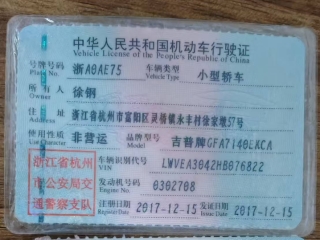 中华人民共和国机动车行驶证
Vehicle License of the People's Republic of China
号牌号码 浙A0AE75 车辆类型 小型轿车
Plate No. Vehicle Type
所有人 徐钢
Owner
住址 浙江省杭州市富阳区灵桥镇永丰村徐家墩57号
Address
使用性质 非营运 品牌型号 吉普牌GFA7140EKCA
Use Character Model
浙江省杭州
市公安局交
通警察支队
车辆识别代号 LWVEA3042HB076822
VIN
发动机号码 0302708
Engine No.
注册日期 2017-12-15 发证日期 2017-12-15
Register Date Issue Date